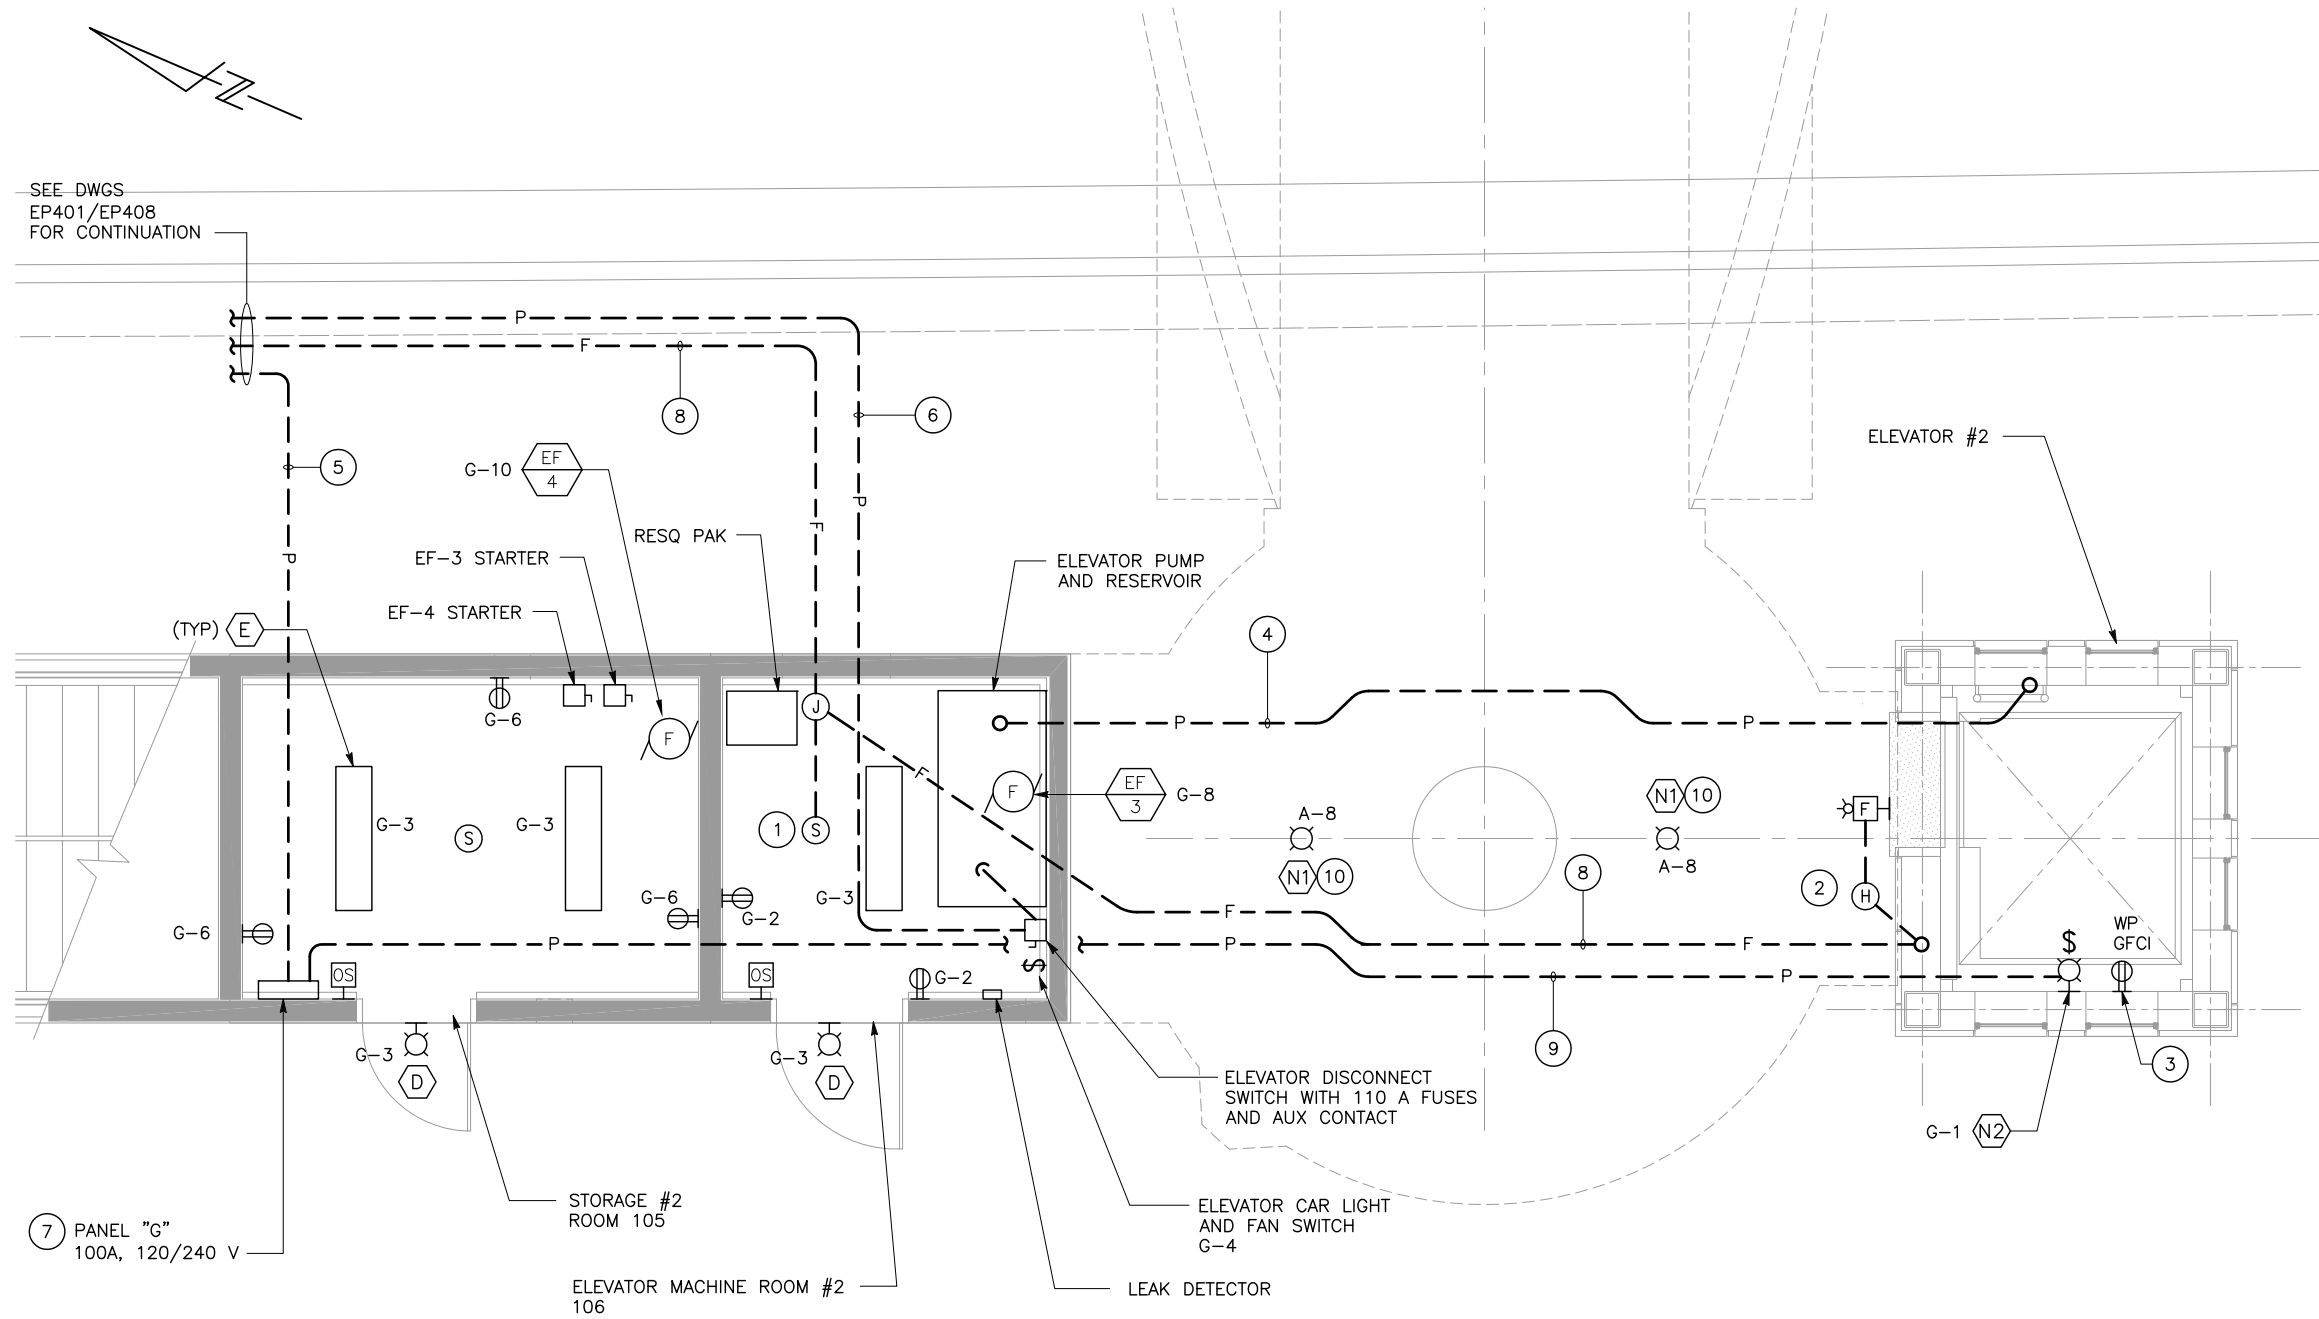 N
SEE DWGS
EP401/EP408
FOR CONTINUATION
P
F
8
6
5
P
F
P
G-10
EF
4
ELEVATOR #2
RESQ PAK
EF-3 STARTER
ELEVATOR PUMP
AND RESERVOIR
EF-4 STARTER
(TYP)
E
4
G-6
F
J
P
P
F
F
EF
3
G-8
G-3
S
G-3
1
S
A-8
N1
10
N1
10
A-8
F
G-6
G-2
G-3
8
2
H
G-6
P
F
P
F
P
$
WP
GFCI
OS
OS
G-2
$
G-3
D
G-3
D
9
3
ELEVATOR DISCONNECT
SWITCH WITH 110 A FUSES
AND AUX CONTACT
G-1
N2
STORAGE #2
ROOM 105
ELEVATOR CAR LIGHT
AND FAN SWITCH
G-4
7
PANEL "G"
100A, 120/240 V
ELEVATOR MACHINE ROOM #2
106
LEAK DETECTOR